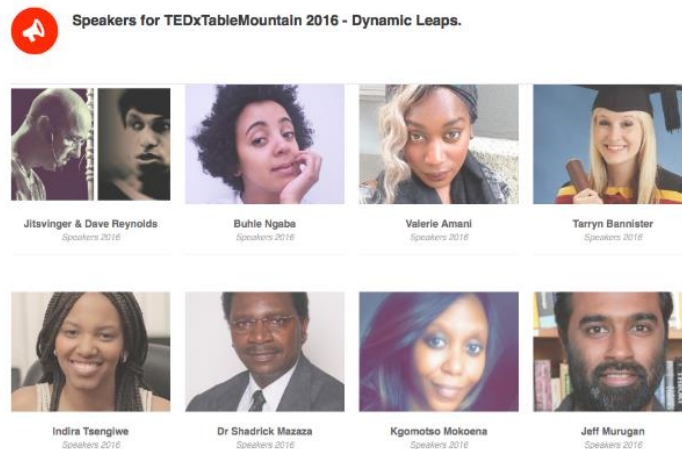 Speakers for TEDxTableMountain 2016 - Dynamic Leaps.
Jitsvinger & Dave Reynolds
Speakers 2016
Buhle Ngaba
Speakers 2016
Valerie Amani
Speakers 2016
Tarryn Bannister
Speakers 2016
Indira Tsengiwe
Speakers 2016
Dr Shadrick Mazaza
Speakers 2016
Kgomotso Mokoena
Speakers 2016
Jeff Murugan
Speakers 2016